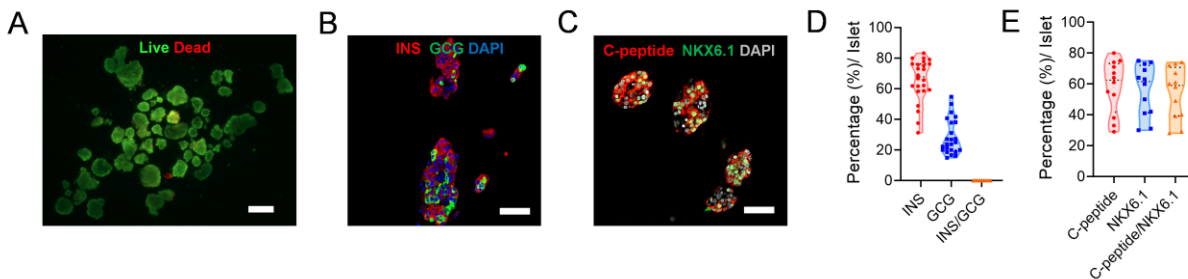 A
Live Dead
B
INS GCG DAPI
C
C-peptide NKX6.1 DAPI
D
Percentage (%)/ Islet
100
80
60
40
20
0
INS
GCG
INS/GCG
E
Percentage (%)/ Islet
100
80
60
40
20
0
C-peptide
NKX6.1
C-peptide/NKX6.1